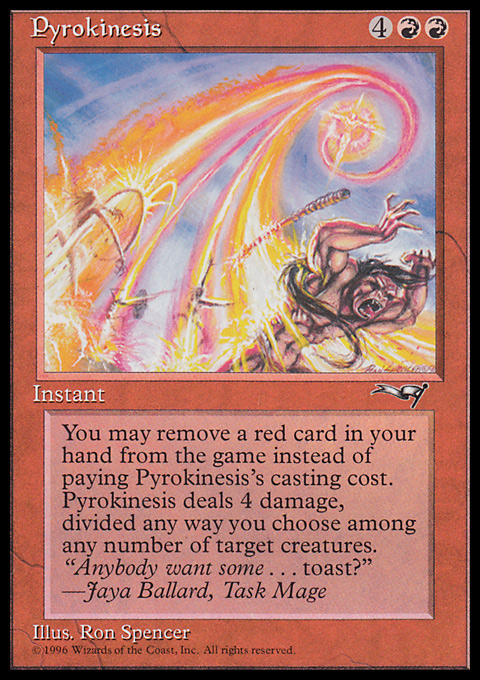 Pyrokinesis 4
Instant
You may remove a red card in your
hand from the game instead of
paying Pyrokinesis's casting cost.
Pyrokinesis deals 4 damage,
divided any way you choose among
any number of target creatures.
“Anybody want some . . . toast?”
—Jaya Ballard, Task Mage
Illus. Ron Spencer
© 1996 Wizards of the Coast, Inc. All rights reserved.